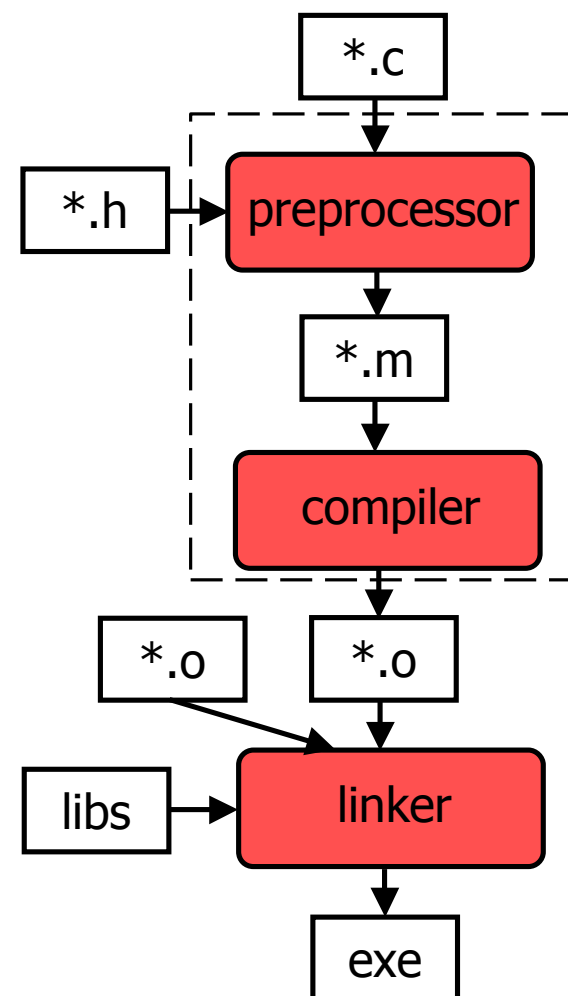 *.c
*.h
preprocessor
*.m
compiler
*.o
*.o
libs
linker
exe